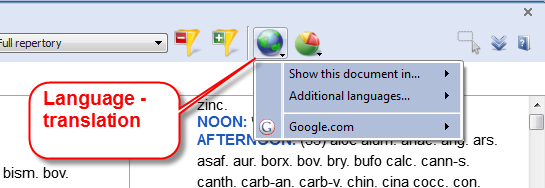 Full repertory
Show this document in...
Additional languages...
Google.com
Language -
translation
zinc.
NOON:
AFTERNOON: (55) aloe alum. anac. ang. ars.
asaf. aur. borx. bov. bry. bufo calc. cann-s.
bism. bov.
canth. carb-an. carb-v. chin. cina cocc. con.